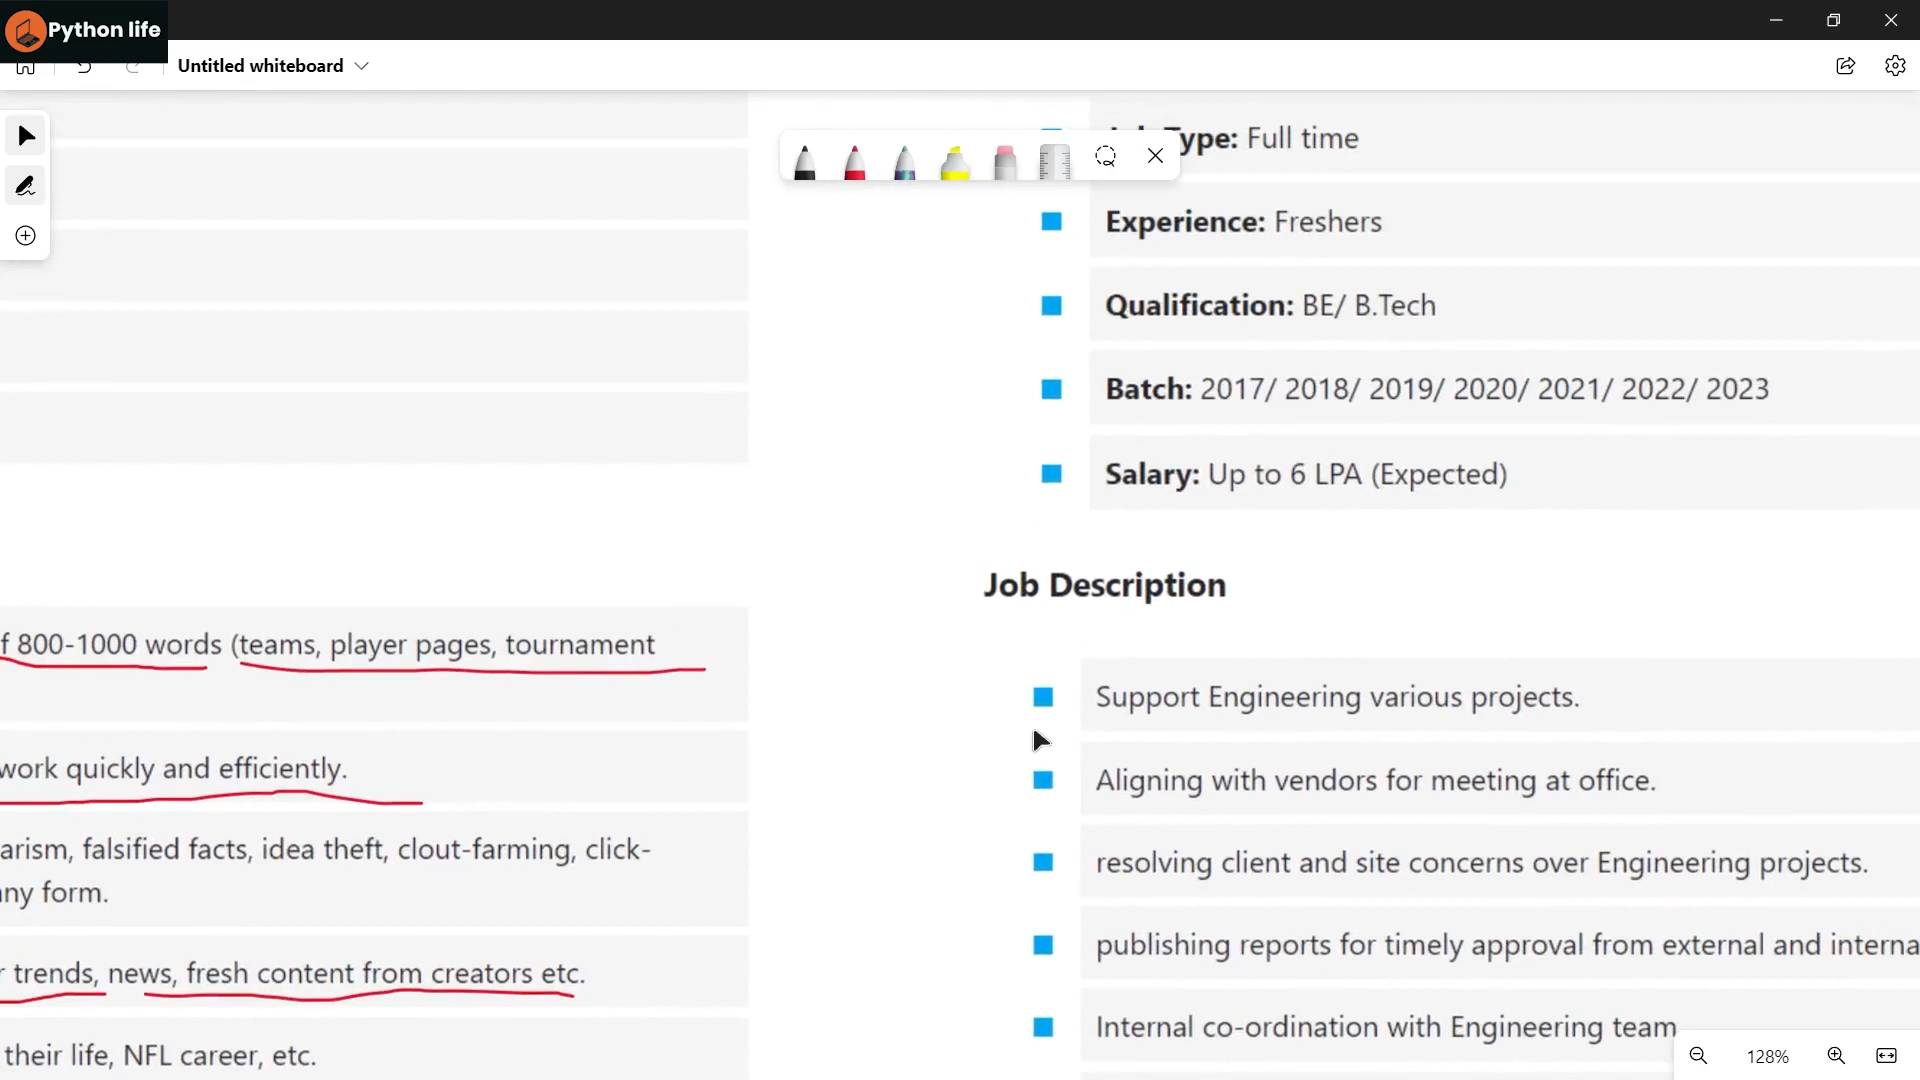 Python life
Untitled whiteboard
Type: Full time
Experience: Freshers
Qualification: BE/ B.Tech
Batch: 2017/ 2018/ 2019/ 2020/ 2021/ 2022/ 2023
Salary: Up to 6 LPA (Expected)
f 800-1000 words (teams, player pages, tournament
work quickly and efficiently.
arism, falsified facts, idea theft, clout-farming, click-
any form.
r trends, news, fresh content from creators etc.
their life, NFL career, etc.
Job Description
Support Engineering various projects.
Aligning with vendors for meeting at office.
resolving client and site concerns over Engineering projects.
publishing reports for timely approval from external and interna
Internal co-ordination with Engineering team
128%